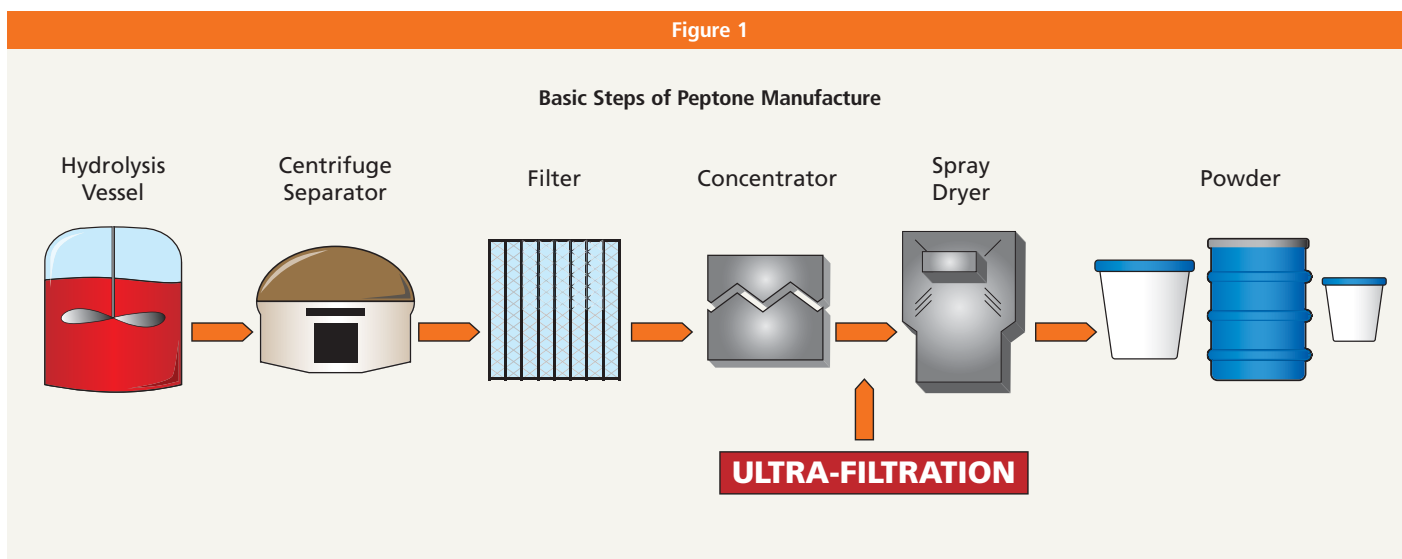 Figure 1
Basic Steps of Peptone Manufacture
Hydrolysis
Vessel
Centrifuge
Separator
Filter
Concentrator
Spray
Dryer
Powder
ULTRA-FILTRATION